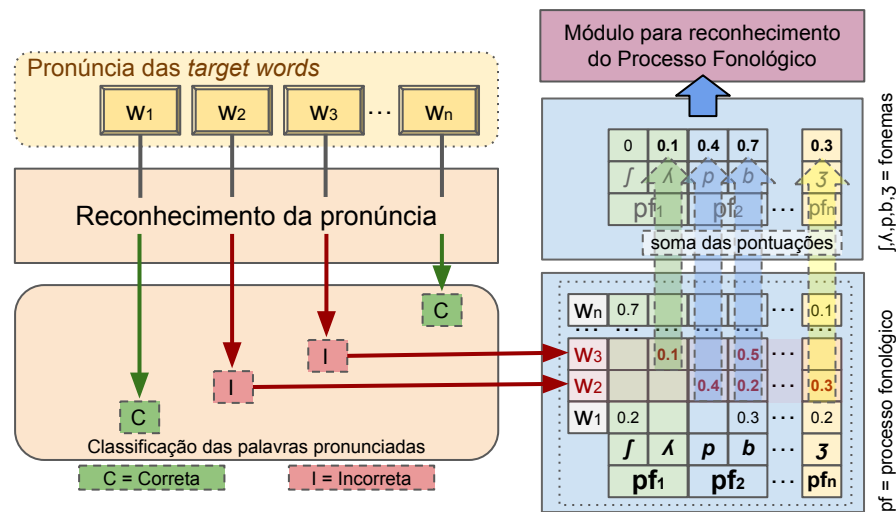 Pronúncia das target words
W1 W2 W3 ... Wn
Reconhecimento da pronúncia
C
I
I
C
Classificação das palavras pronunciadas
C = Correta I = Incorreta
Módulo para reconhecimento
do Processo Fonológico
0 0.1 0.4 0.7 0.3
ʃ ʎ p b ʒ
pf1 pf2 ... pfn
soma das pontuações
Wn 0.7 ... 0.1
... ... ... ... ... ...
W3 0.1 0.5 ...
W2 0.4 0.2 ... 0.3
W1 0.2 0.3 ... 0.2
ʃ ʎ p b ... ʒ
pf1 pf2 ... pfn
ʃ,ʎ,p,b,ʒ = fonemas
pf = processo fonológico